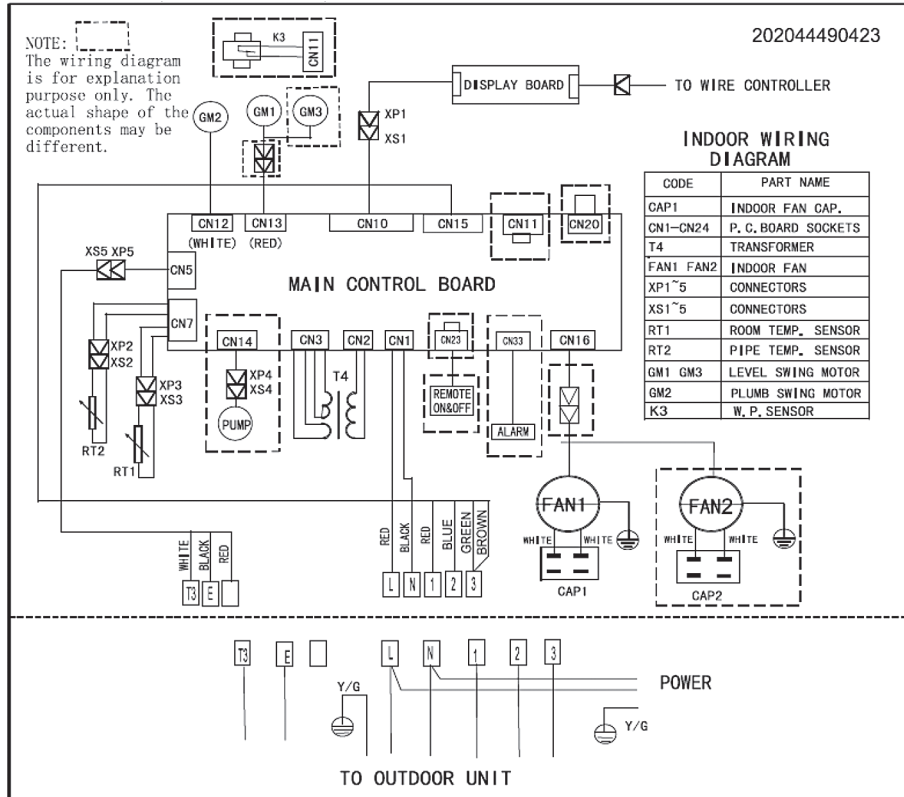 202044490423
NOTE:
The wiring diagram
is for explanation
purpose only. The
actual shape of the
components may be
different.
K3
CN11
GM2
GM1
GM3
XP1
XS1
DISPLAY BOARD
TO WIRE CONTROLLER
INDOOR WIRING
DIAGRAM
CODE PART NAME
CAP1 INDOOR FAN CAP.
CN1-CN24 P.C.BOARD SOCKETS
T4 TRANSFORMER
FAN1 FAN2 INDOOR FAN
XP1~5 CONNECTORS
XS1~5 CONNECTORS
RT1 ROOM TEMP. SENSOR
RT2 PIPE TEMP. SENSOR
GM1 GM3 LEVEL SWING MOTOR
GM2 PLUMB SWING MOTOR
K3 W.P.SENSOR
CN12 CN13 CN10 CN15 CN11 CN20
(WHITE) (RED)
XS5 XP5
CN5
MAIN CONTROL BOARD
CN7
CN14 CN3 CN2 CN1 CN23 CN33 CN16
XP2
XS2
XP3
XS3
XP4
XS4
T4
PUMP
REMOTE
ON&OFF
ALARM
RT2
RT1
FAN1
FAN2
WHITE WHITE
WHITE WHITE
CAP1
CAP2
WHITE BLACK RED
RED BLACK RED BLUE GREEN BROWN
T3 E
L N 1 2 3
T3 E
L N 1 2 3
POWER
Y/G
Y/G
TO OUTDOOR UNIT